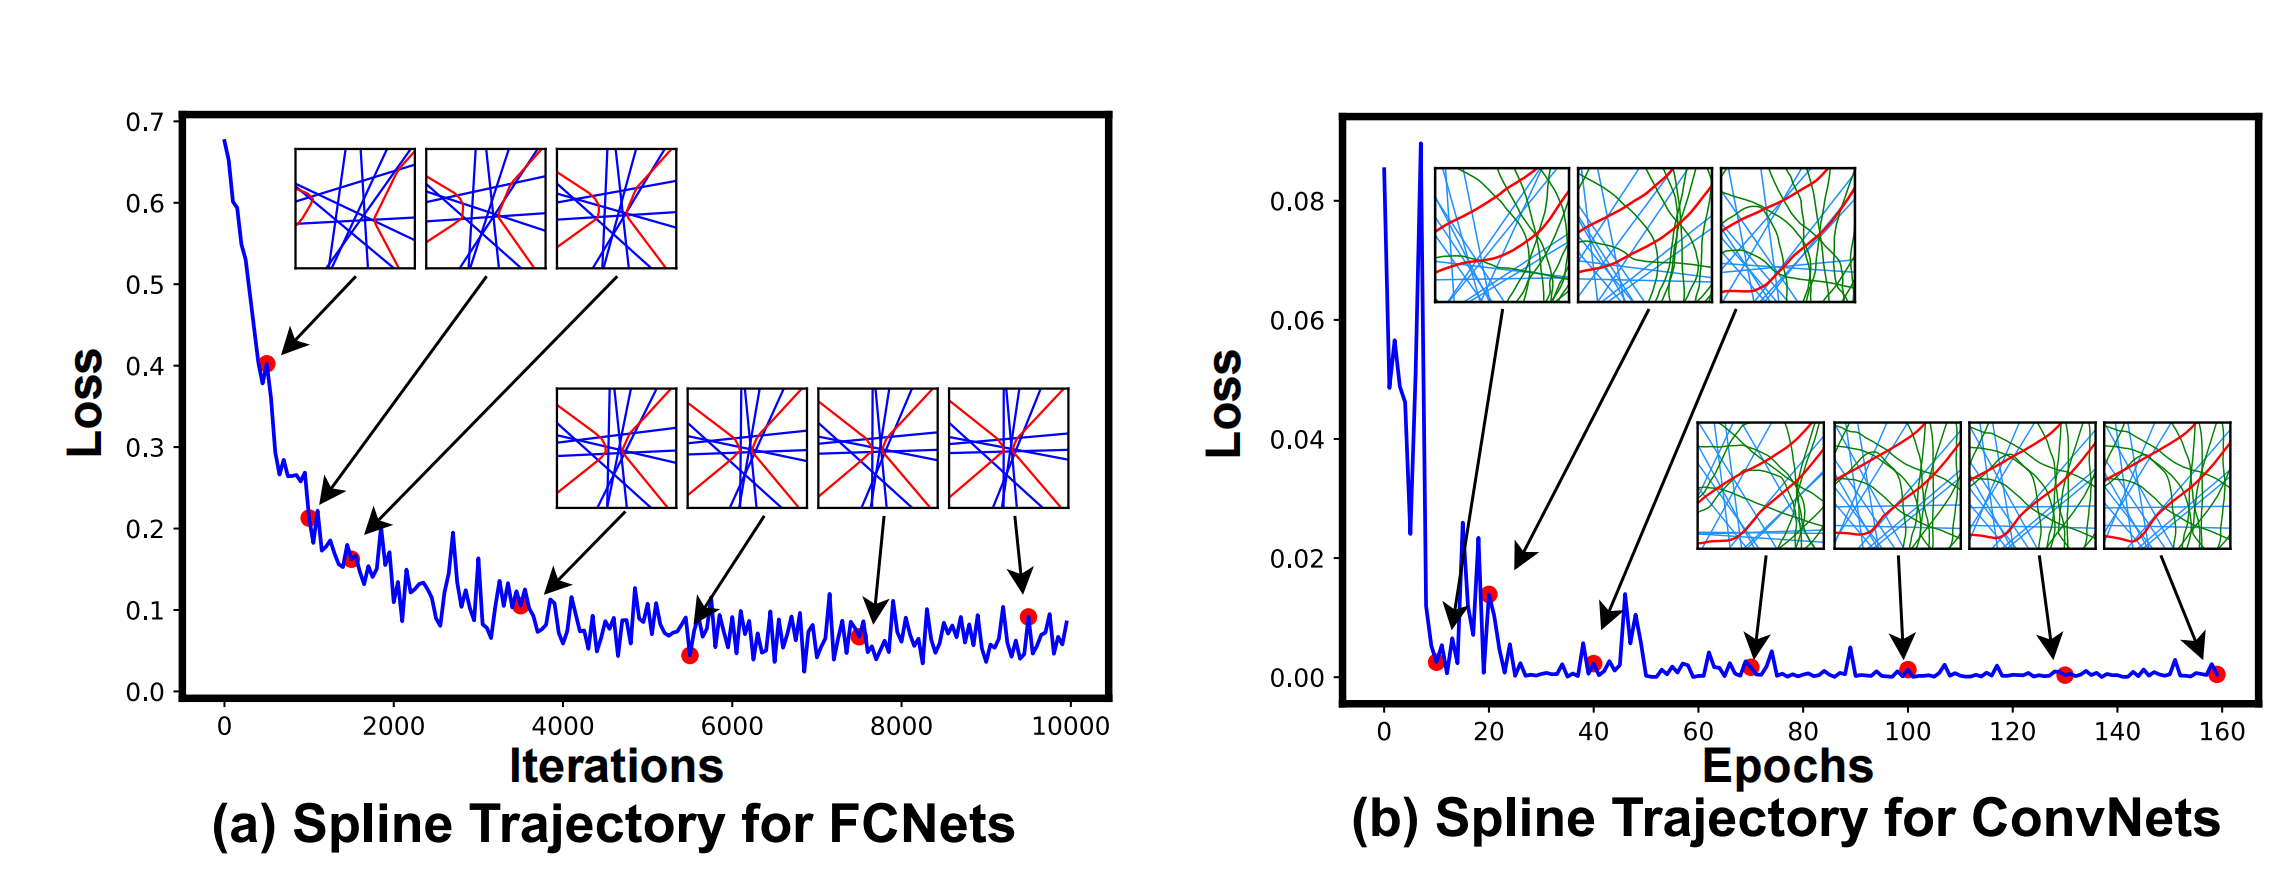 0.7
0.6
0.5
0.4
0.3
0.2
0.1
0.0
Loss
0 2000 4000 6000 8000 10000
Iterations
(a) Spline Trajectory for FCNets
0.08
0.06
0.04
0.02
0.00
Loss
0 20 40 60 80 100 120 140 160
Epochs
(b) Spline Trajectory for ConvNets